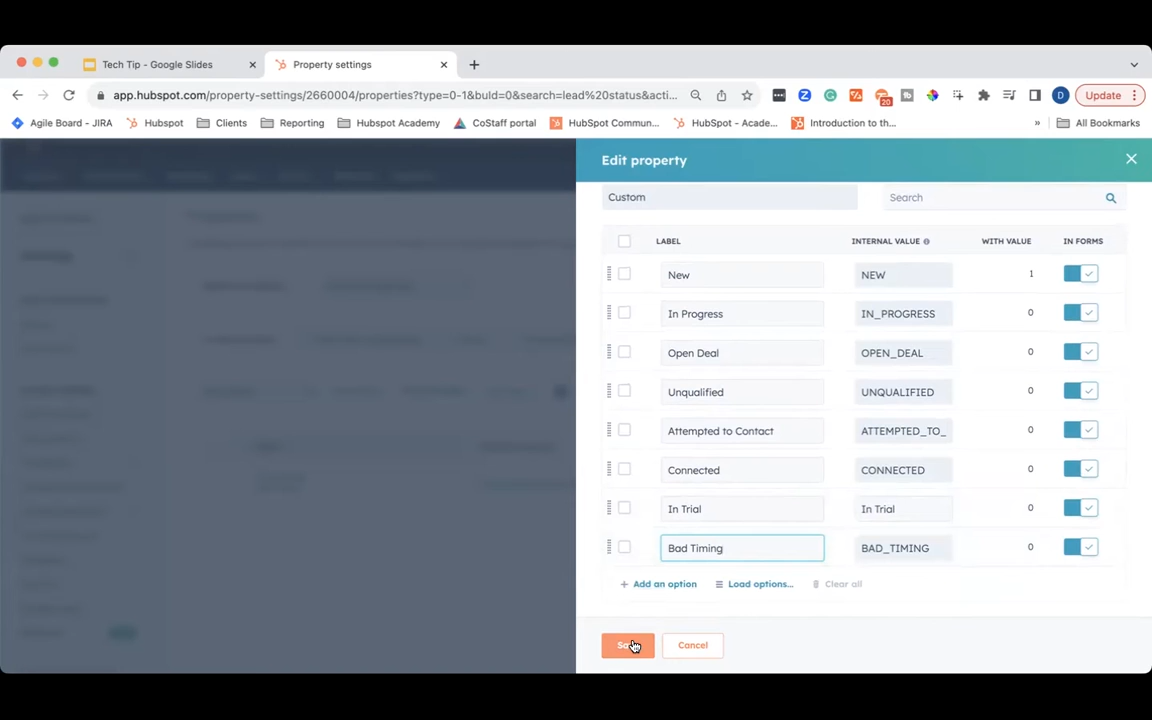 Tech Tip - Google Slides
Property settings
app.hubspot.com/property-settings/2660004/properties?type=0-1&buId=0&search=lead%20status&acti...
20
D
Update
Agile Board - JIRA
Hubspot
Clients
Reporting
Hubspot Academy
CoStaff portal
HubSpot Commun...
HubSpot - Acade...
Introduction to th...
»
All Bookmarks
Edit property
Custom
Search
LABEL INTERNAL VALUE WITH VALUE IN FORMS
New NEW 1
In Progress IN_PROGRESS 0
Open Deal OPEN_DEAL 0
Unqualified UNQUALIFIED 0
Attempted to Contact ATTEMPTED_TO_ 0
Connected CONNECTED 0
In Trial In Trial 0
Bad Timing BAD_TIMING 0
+ Add an option Load options... Clear all
Cancel